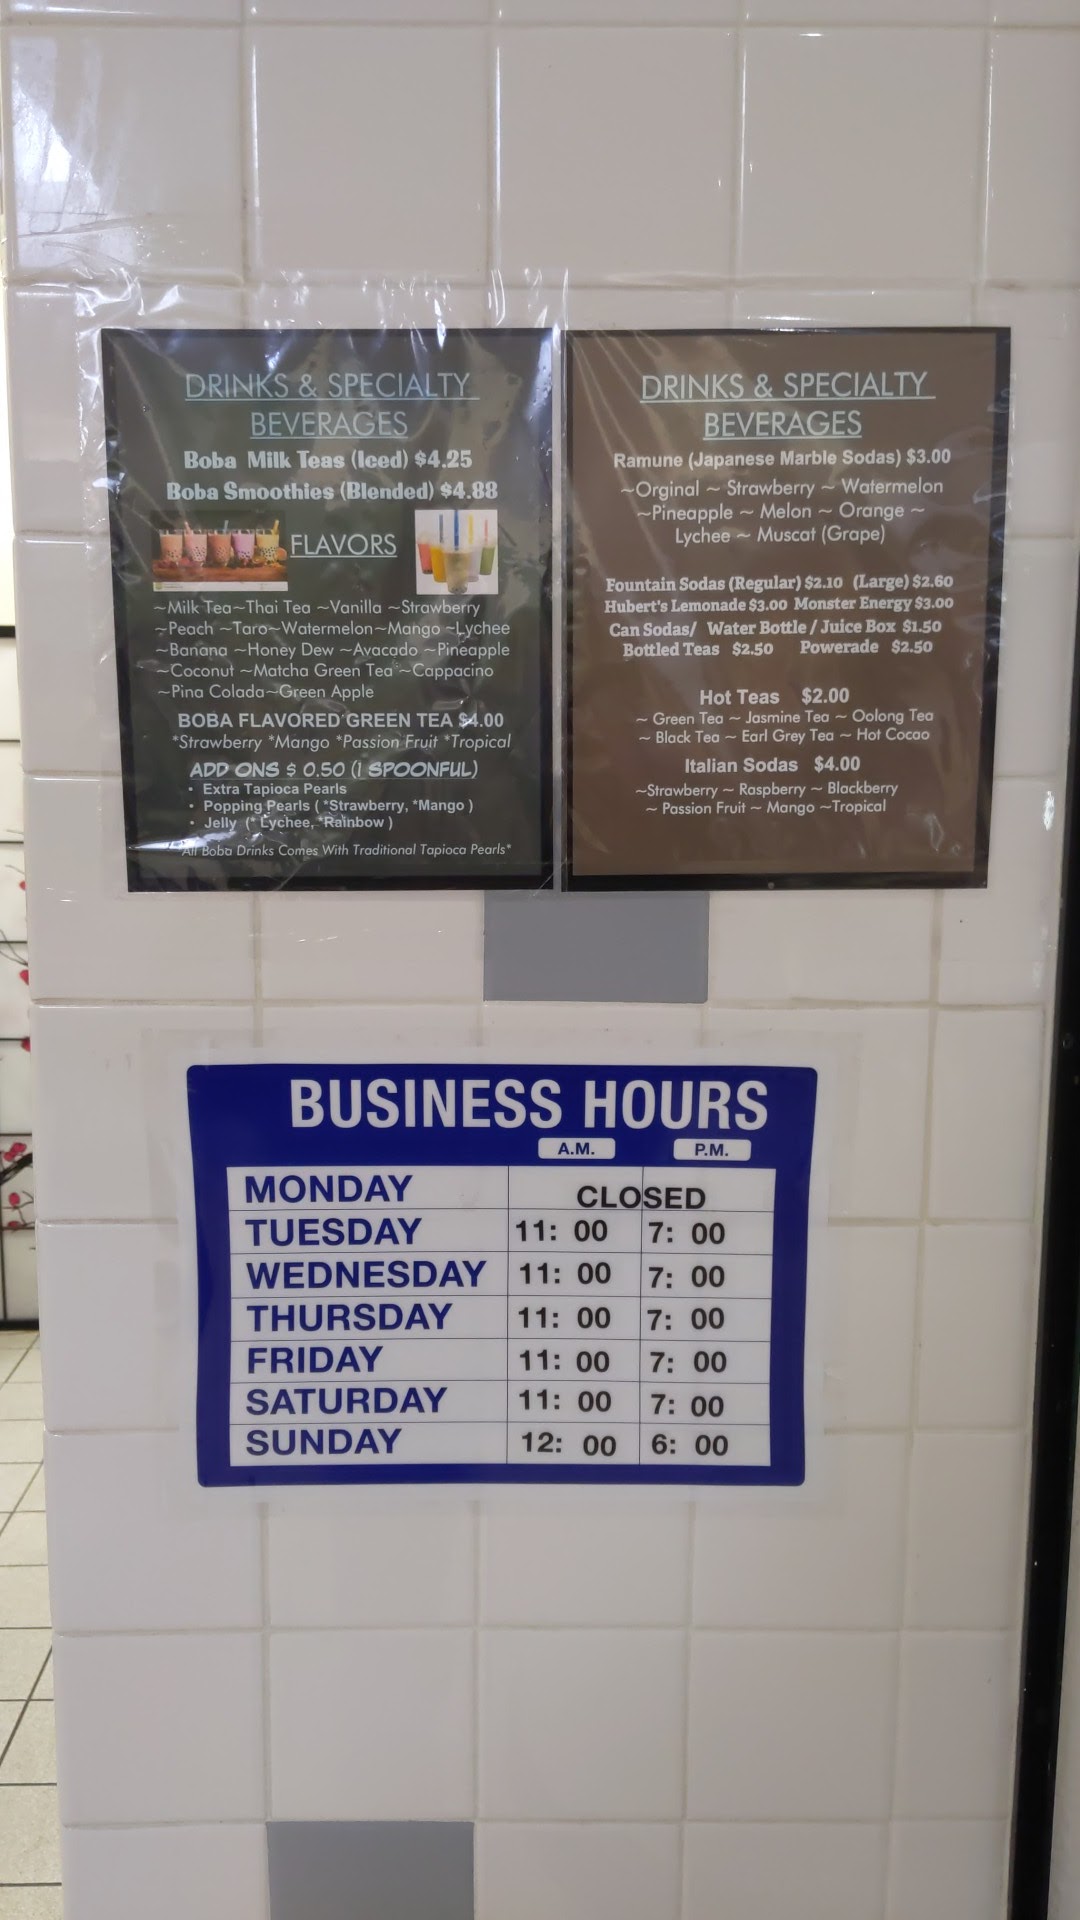 DRINKS & SPECIALTY
BEVERAGES
Boba Milk Teas (Iced) $4.25
Boba Smoothies (Blended) $4.88
FLAVORS
~Milk Tea~Thai Tea ~Vanilla ~Strawberry
~Peach ~Taro~Watermelon~Mango ~Lychee
~Banana ~Honey Dew ~Avacado ~Pineapple
~Coconut ~Matcha Green Tea ~Cappacino
~Pina Colada~Green Apple
BOBA FLAVORED GREEN TEA $4.00
*Strawberry *Mango *Passion Fruit *Tropical
ADD ONS $ 0.50 (1 SPOONFUL)
• Extra Tapioca Pearls
• Popping Pearls ( *Strawberry, *Mango )
• Jelly (* Lychee, *Rainbow )
*All Boba Drinks Comes With Traditional Tapioca Pearls*
DRINKS & SPECIALTY
BEVERAGES
Ramune (Japanese Marble Sodas) $3.00
~Orginal ~ Strawberry ~ Watermelon
~Pineapple ~ Melon ~ Orange ~
Lychee ~ Muscat (Grape)
Fountain Sodas (Regular) $2.10 (Large) $2.60
Hubert's Lemonade $3.00 Monster Energy $3.00
Can Sodas/ Water Bottle / Juice Box $1.50
Bottled Teas $2.50 Powerade $2.50
Hot Teas $2.00
~ Green Tea ~ Jasmine Tea ~ Oolong Tea
~ Black Tea ~ Earl Grey Tea ~ Hot Cocao
Italian Sodas $4.00
~Strawberry ~ Raspberry ~ Blackberry
~ Passion Fruit ~ Mango ~Tropical
BUSINESS HOURS
A.M. P.M.
MONDAY CLOSED
TUESDAY 11: 00 7: 00
WEDNESDAY 11: 00 7: 00
THURSDAY 11: 00 7: 00
FRIDAY 11: 00 7: 00
SATURDAY 11: 00 7: 00
SUNDAY 12: 00 6: 00